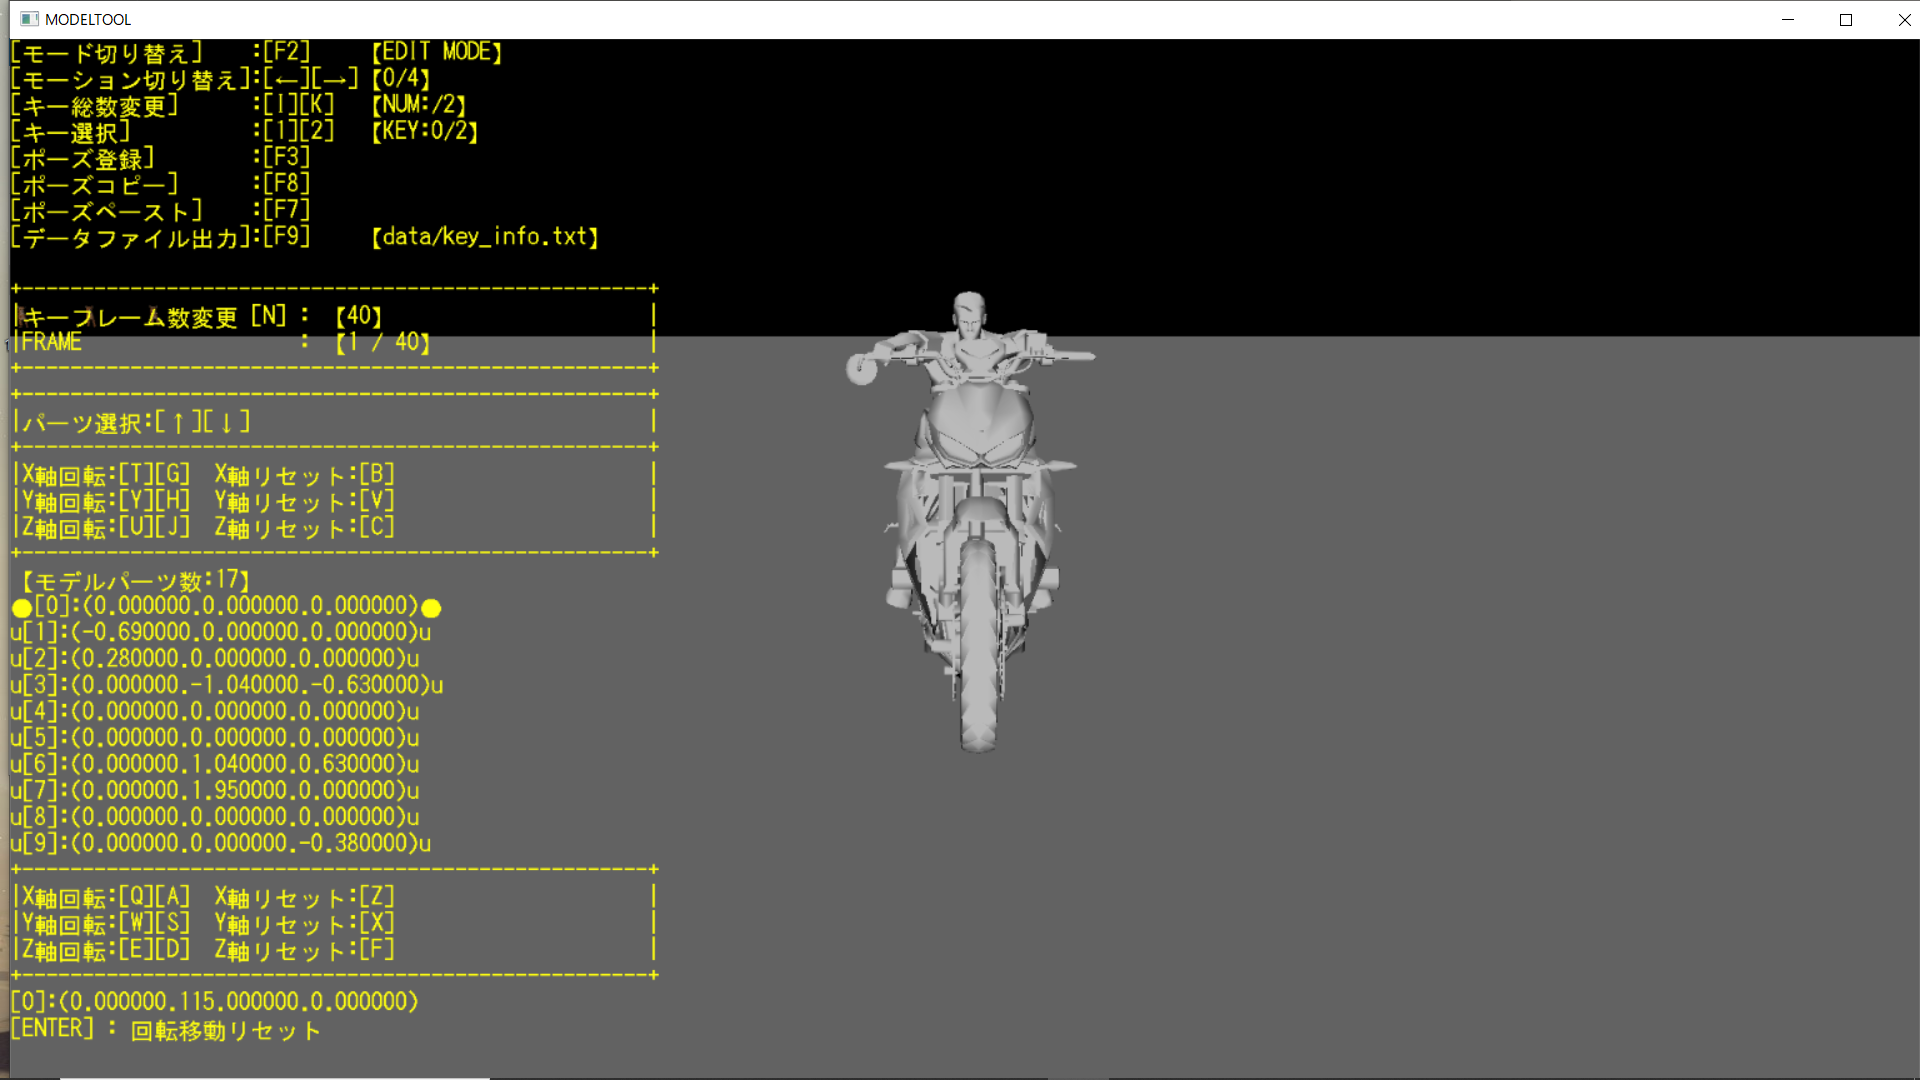 MODELTOOL
[モード切り替え]    :[F2]    【EDIT MODE】
[モーション切り替え]:[←][→]【0/4】
[キー総数変更]      :[I][K]  【NUM:/2】
[キー選択]          :[1][2]  【KEY:0/2】
[ポーズ登録]        :[F3]
[ポーズコピー]      :[F8]
[ポーズペースト]    :[F7]
[データファイル出力]:[F9]    【data/key_info.txt】
+----------------------------------------------------+
|キーフレーム数変更 [N] : 【40】 |
|FRAME : 【1 / 40】 |
+----------------------------------------------------+
+----------------------------------------------------+
|パーツ選択:[↑][↓] |
+----------------------------------------------------+
|X軸回転:[T][G]  X軸リセット:[B] |
|Y軸回転:[Y][H]  Y軸リセット:[V] |
|Z軸回転:[U][J]  Z軸リセット:[C] |
+----------------------------------------------------+
【モデルパーツ数:17】
●[0]:(0.000000.0.000000.0.000000)●
u[1]:(-0.690000.0.000000.0.000000)u
u[2]:(0.280000.0.000000.0.000000)u
u[3]:(0.000000.-1.040000.-0.630000)u
u[4]:(0.000000.0.000000.0.000000)u
u[5]:(0.000000.0.000000.0.000000)u
u[6]:(0.000000.1.040000.0.630000)u
u[7]:(0.000000.1.950000.0.000000)u
u[8]:(0.000000.0.000000.0.000000)u
u[9]:(0.000000.0.000000.-0.380000)u
+----------------------------------------------------+
|X軸回転:[Q][A]  X軸リセット:[Z] |
|Y軸回転:[W][S]  Y軸リセット:[X] |
|Z軸回転:[E][D]  Z軸リセット:[F] |
+----------------------------------------------------+
[0]:(0.000000.115.000000.0.000000)
[ENTER] : 回転移動リセット